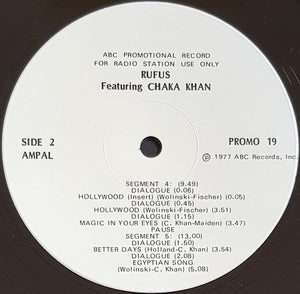 ABC PROMOTIONAL RECORD
FOR RADIO STATION USE ONLY
RUFUS
Featuring CHAKA KHAN
SIDE 2
AMPAL
PROMO 19
℗ 1977 ABC Records, Inc.
SEGMENT 4: (9.49)
DIALOGUE (0.06)
HOLLYWOOD (Insert) (Wolinski-Fischer) (0.05)
DIALOGUE (0.45)
HOLLYWOOD (Wolinski-Fischer) (3.51)
DIALOGUE (1.15)
MAGIC IN YOUR EYES (C. Khan-Maiden) (3.47)
PAUSE
SEGMENT 5: (13.00)
DIALOGUE (1.50)
BETTER DAYS (Holland-C. Khan) (3.54)
DIALOGUE (2.08)
EGYPTIAN SONG
(Wolinski-C. Khan) (5.08)